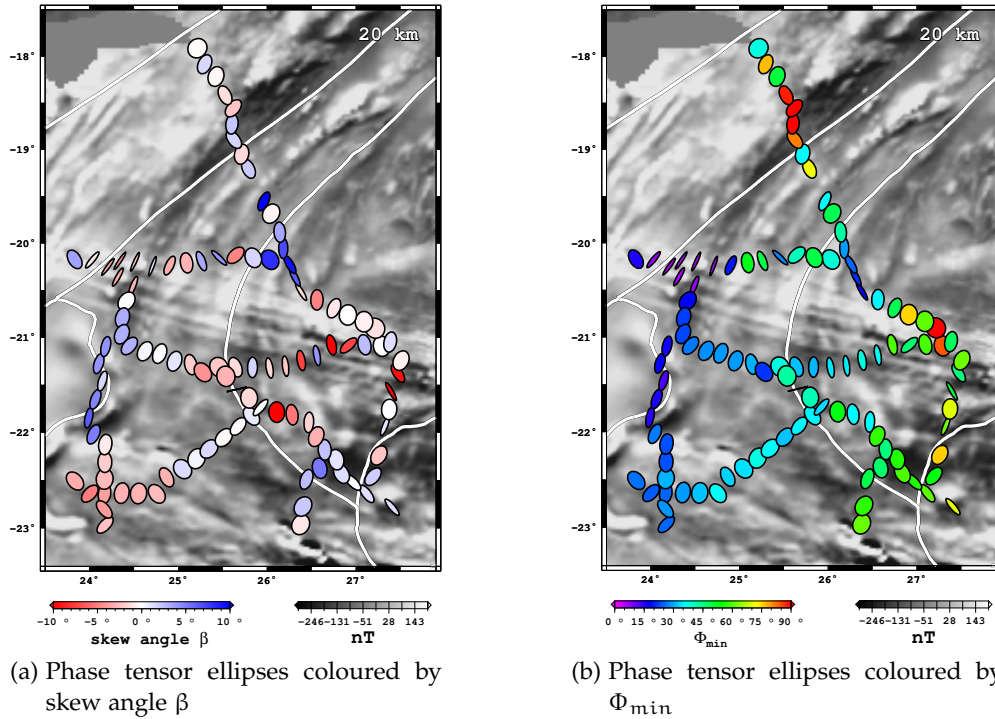 20 km
20 km
-18°
-19°
-20°
-21°
-22°
-23°
-18°
-19°
-20°
-21°
-22°
-23°
24° 25° 26° 27°
24° 25° 26° 27°
-10 ° -5 ° 0 ° 5 ° 10 °
skew angle β
-246-131 -51 28 143
nT
0 ° 15 ° 30 ° 45 ° 60 ° 75 ° 90 °
Φmin
-246-131 -51 28 143
nT
(a) Phase tensor ellipses coloured by
skew angle β
(b) Phase tensor ellipses coloured by
Φmin